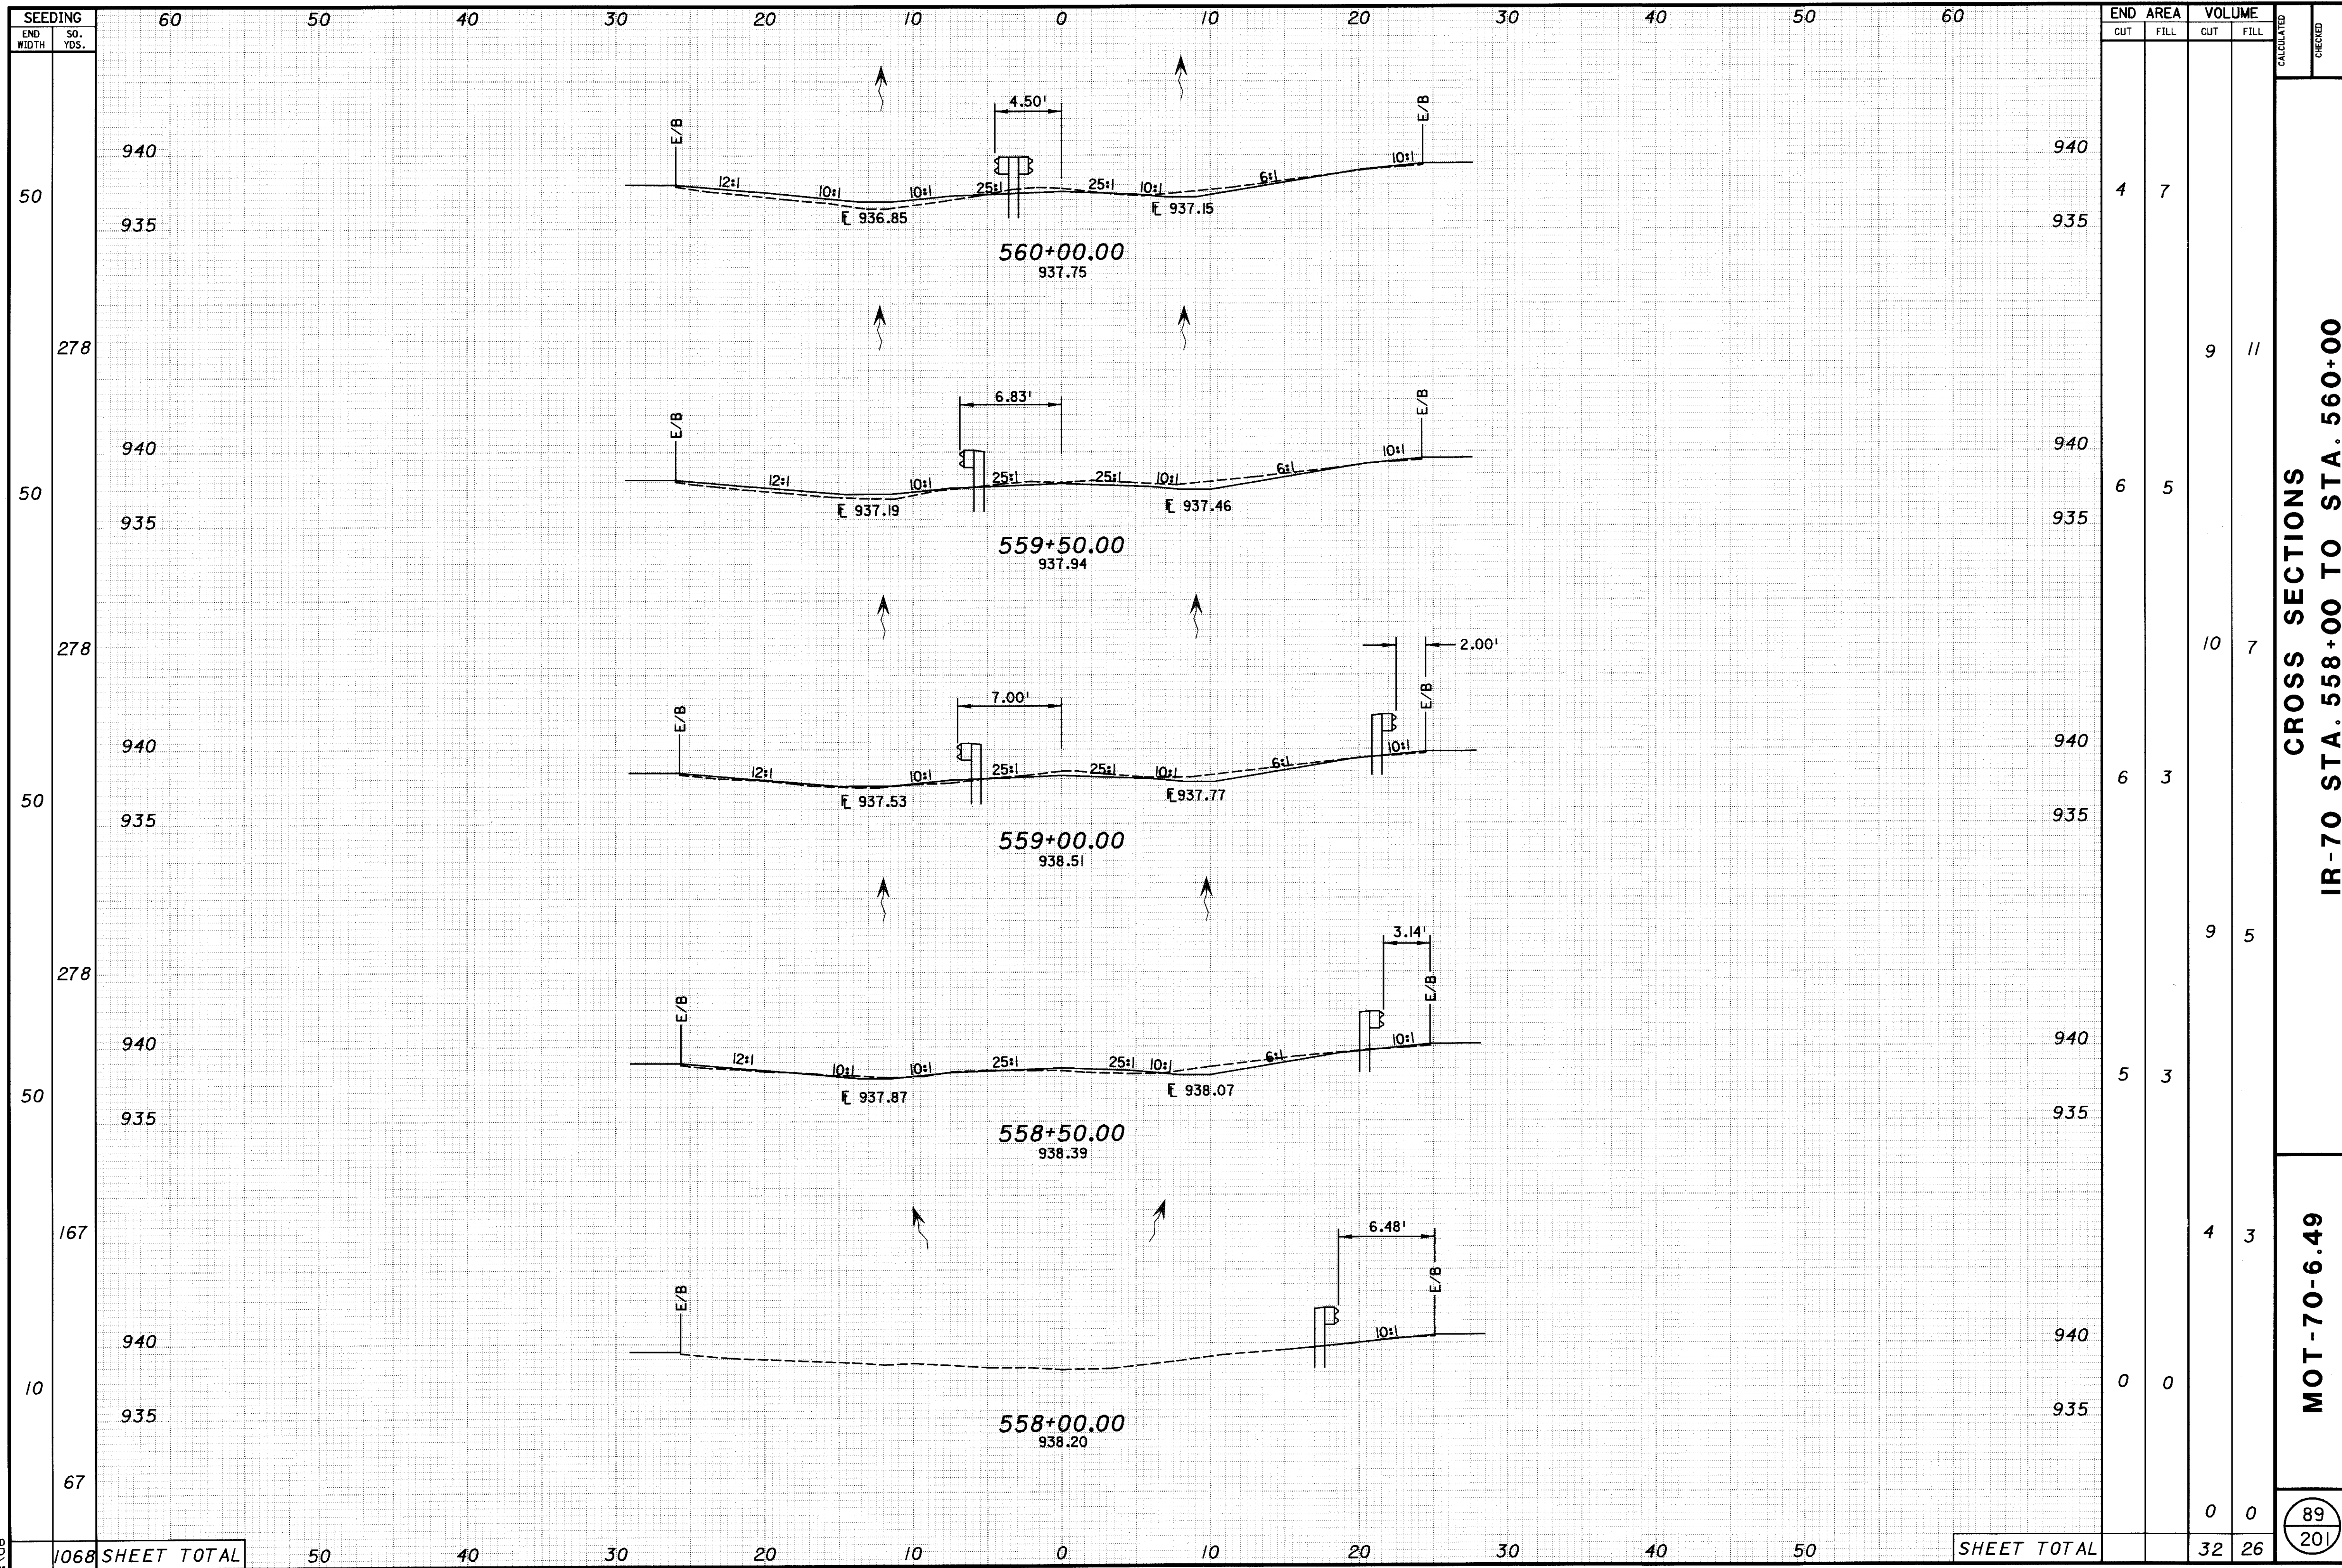 SEEDING
END WIDTH
SQ. YDS.
60 50 40 30 20 10 0 10 20 30 40 50 60
END AREA
VOLUME
CUT FILL CUT FILL
CALCULATED
CHECKED
4.50'
E/B
E/B
940
12:1 10:1 10:1 25:1 25:1 10:1 6:1 10:1
940
50
4 7
935
℄ 936.85
℄ 937.15
935
560+00.00
937.75
278
9 11
6.83'
E/B
E/B
940
12:1 10:1 25:1 25:1 10:1 6:1 10:1
940
50
6 5
935
℄ 937.19
℄ 937.46
935
559+50.00
937.94
278
10 7
2.00'
7.00'
E/B
E/B
940
12:1 10:1 25:1 25:1 10:1 6:1 10:1
940
50
6 3
935
℄ 937.53
℄ 937.77
935
559+00.00
938.51
278
9 5
3.14'
E/B
E/B
940
12:1 10:1 10:1 25:1 25:1 10:1 6:1 10:1
940
50
5 3
935
℄ 937.87
℄ 938.07
935
558+50.00
938.39
167
4 3
6.48'
E/B
E/B
940
10:1
940
10
0 0
935
935
558+00.00
938.20
67
0 0
1068 SHEET TOTAL
50 40 30 20 10 0 10 20 30 40 50
SHEET TOTAL 32 26
CROSS SECTIONS
IR-70 STA. 558+00 TO STA. 560+00
MOT-70-6.49
89
201